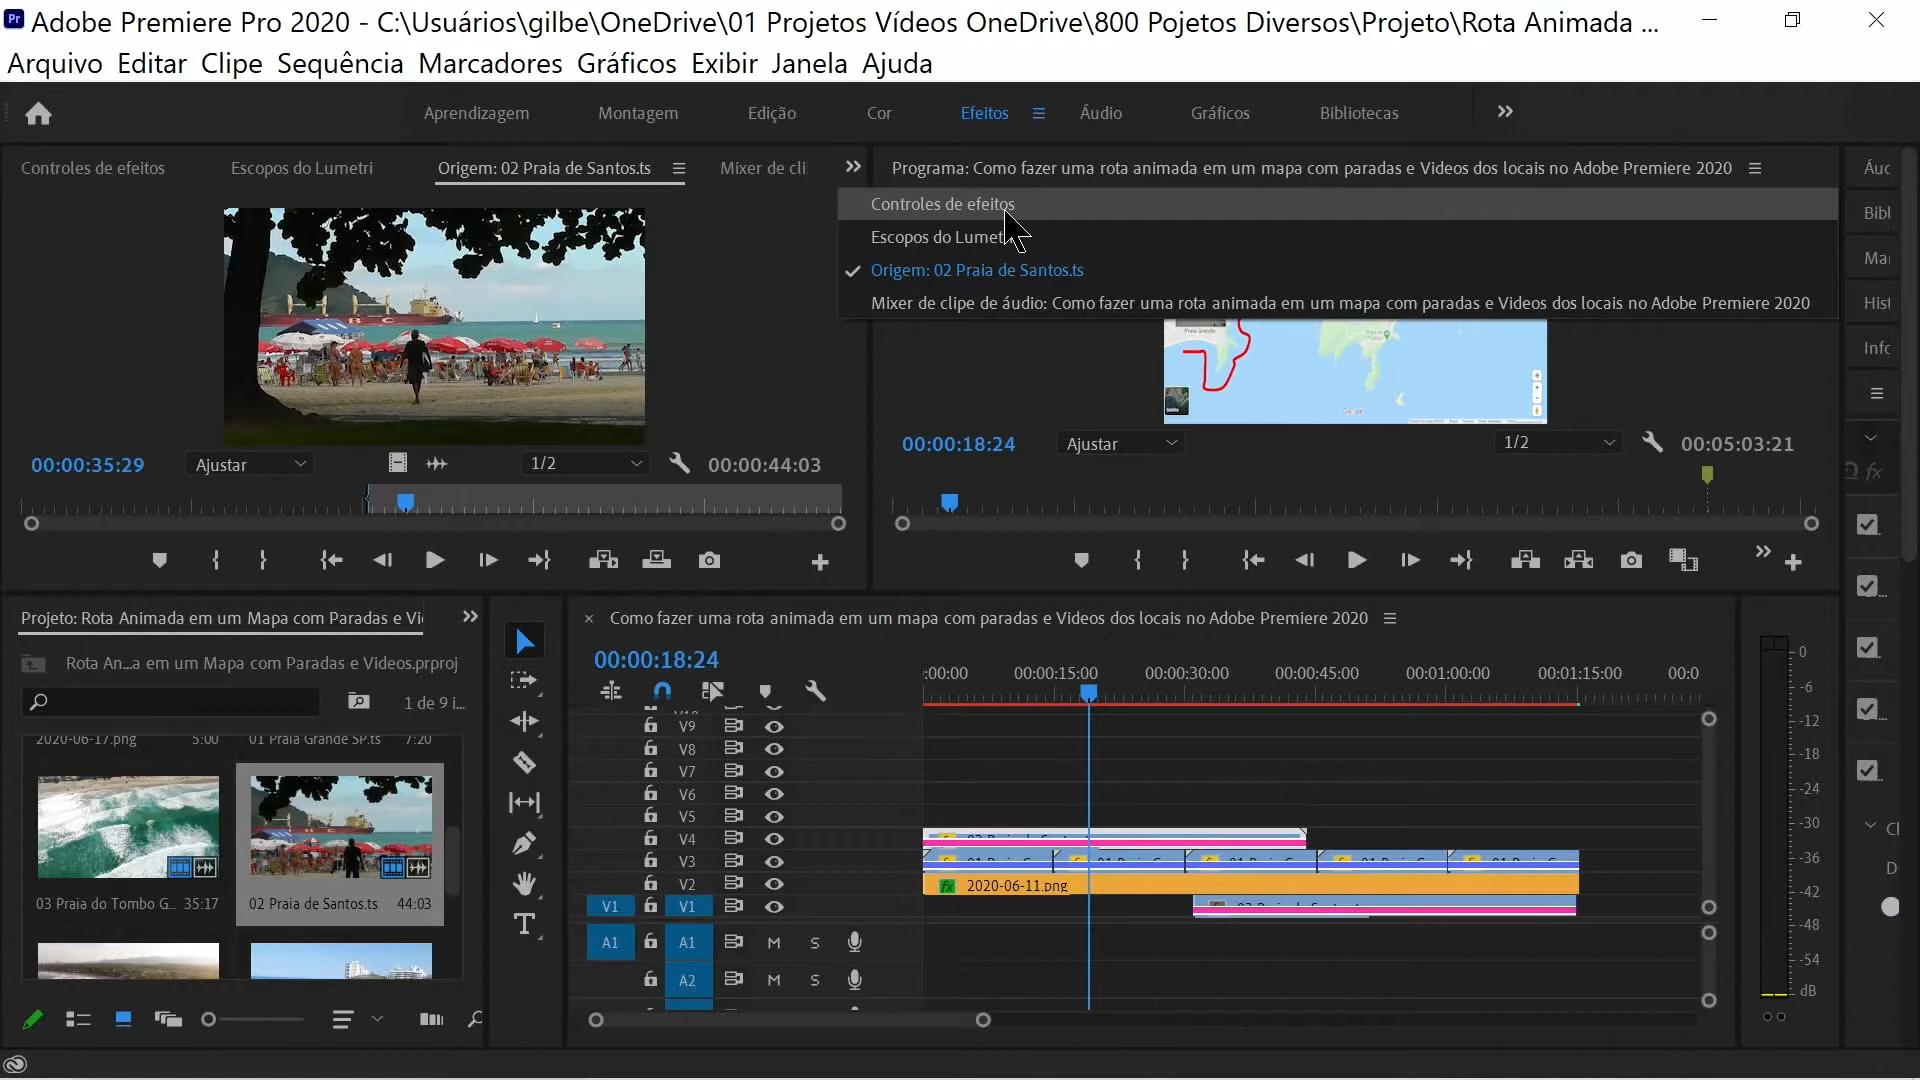 Pr Adobe Premiere Pro 2020 - C:\Usuários\gilbe\OneDrive\01 Projetos Vídeos OneDrive\800 Pojetos Diversos\Projeto\Rota Animada ...
Arquivo Editar Clipe Sequência Marcadores Gráficos Exibir Janela Ajuda
Aprendizagem Montagem Edição Cor Efeitos Áudio Gráficos Bibliotecas
Controles de efeitos Escopos do Lumetri Origem: 02 Praia de Santos.ts Mixer de cli
Programa: Como fazer uma rota animada em um mapa com paradas e Videos dos locais no Adobe Premiere 2020
Controles de efeitos
Escopos do Lumet
Origem: 02 Praia de Santos.ts
Mixer de clipe de áudio: Como fazer uma rota animada em um mapa com paradas e Videos dos locais no Adobe Premiere 2020
Áuc
Bibl
Mai
Hist
Infc
Praia Grande
Google
00:00:35:29 Ajustar 1/2 00:00:44:03
00:00:18:24 Ajustar 1/2 00:05:03:21
fx
Projeto: Rota Animada em um Mapa com Paradas e Vi
Rota An...a em um Mapa com Paradas e Videos.prproj
1 de 9 i...
2020-06-17.png 5:00 01 Praia Grande SP.ts 7:20
03 Praia do Tombo G... 35:17 02 Praia de Santos.ts 44:03
Como fazer uma rota animada em um mapa com paradas e Videos dos locais no Adobe Premiere 2020
00:00:18:24
:00:00 00:00:15:00 00:00:30:00 00:00:45:00 00:01:00:00 00:01:15:00 00:0
V9
V8
V7
V6
V5
V4
V3
V2 fx 2020-06-11.png
V1 V1
A1 A1 M S
A2 M S
T
0
-6
-12
-18
-24
-30
-36
-42
-48
-54
dB
D